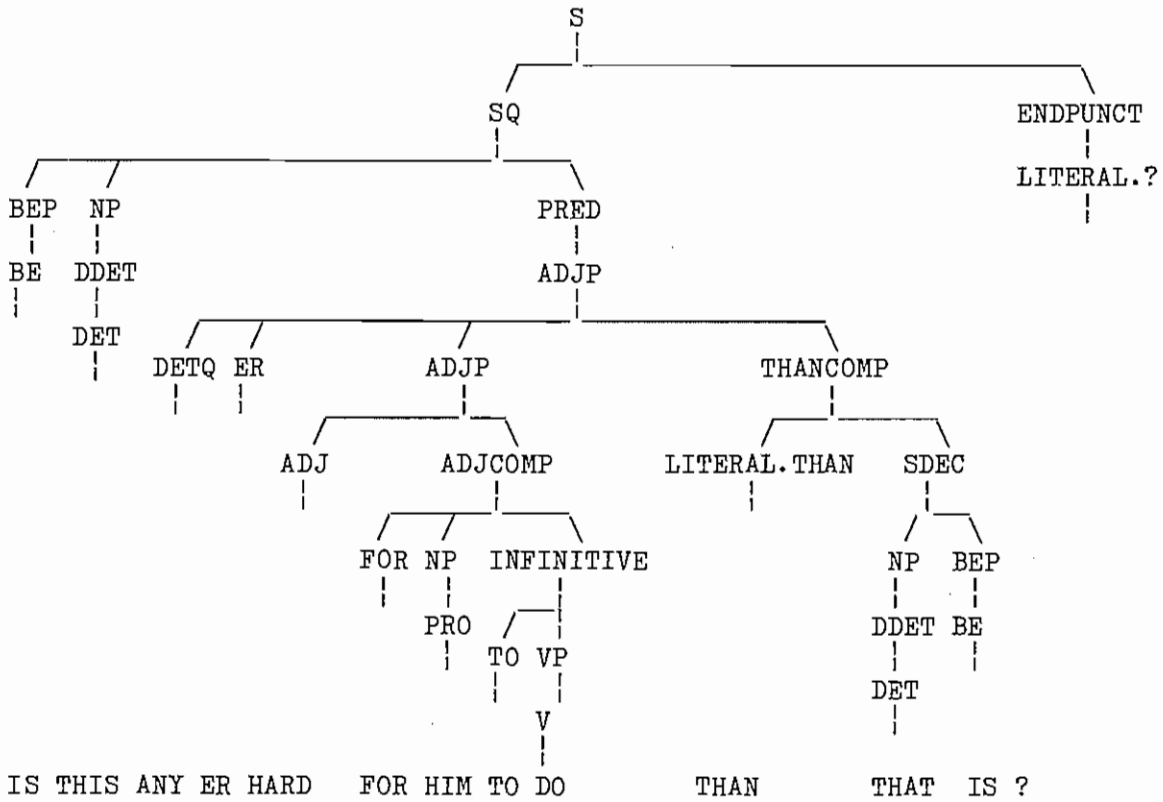 S
SQ ENDPUNCT
BEP NP PRED LITERAL.?
BE DDET ADJP
DET
DETQ ER ADJP THANCOMP
ADJ ADJCOMP LITERAL.THAN SDEC
FOR NP INFINITIVE NP BEP
PRO DDET BE
TO VP
DET
V
IS THIS ANY ER HARD FOR HIM TO DO THAN THAT IS ?